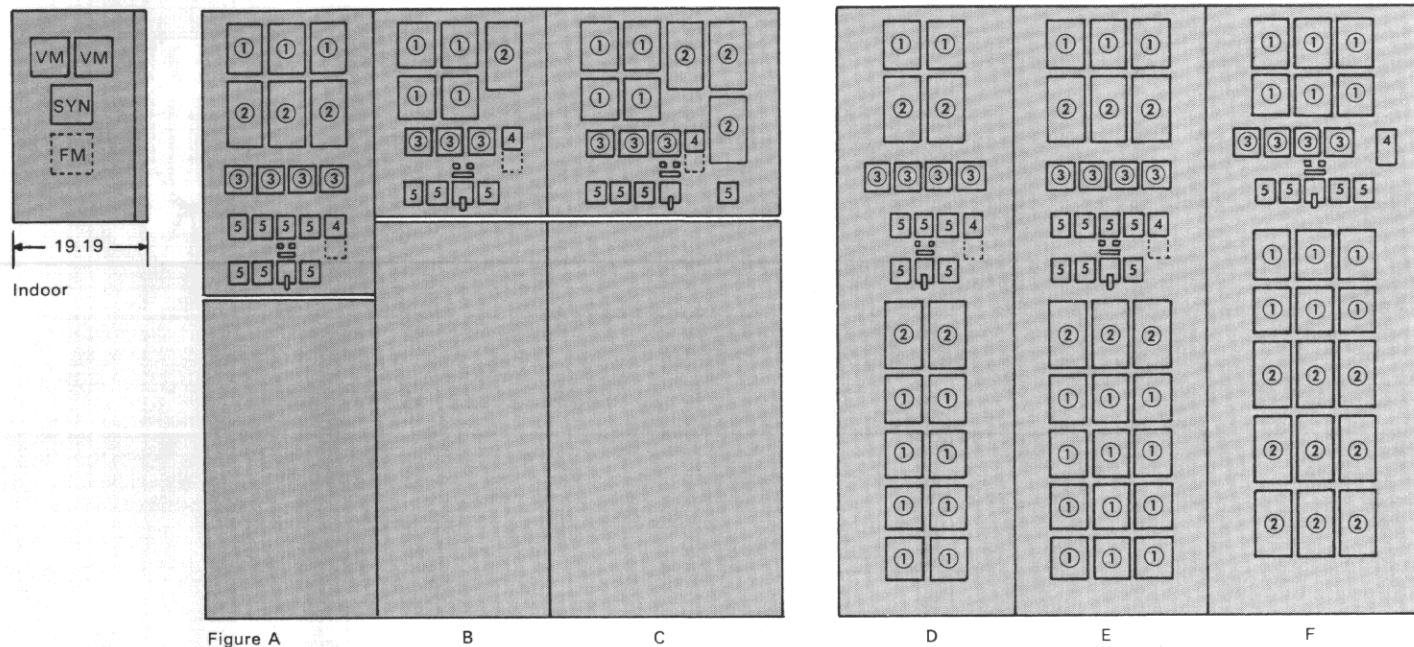 VM VM
SYN
FM
19.19
Indoor
① ① ①
② ② ②
③ ③ ③ ③
5 5 5 5 4
5 5 5
Figure A
① ① ②
① ①
③ ③ ③ 4
5 5 5
B
① ① ② ②
① ① ②
③ ③ ③ 4
5 5 5 5
C
① ①
② ②
③ ③ ③ ③
5 5 5 4
5 5
② ②
① ①
① ①
① ①
① ①
D
① ① ①
② ② ②
③ ③ ③ ③
5 5 5 5 4
5 5 5
② ② ②
① ① ①
① ① ①
① ① ①
① ① ①
E
① ① ①
① ① ①
③ ③ ③ ③ 4
5 5 5 5
① ① ①
① ① ①
② ② ②
② ② ②
② ② ②
F